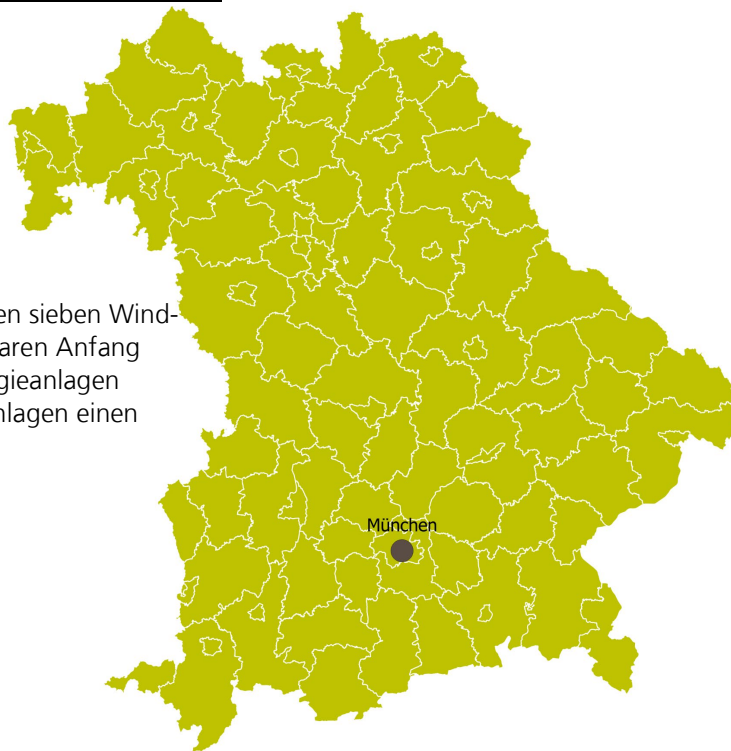 en sieben Wind-
aren Anfang
gieanlagen
nlagen einen
München